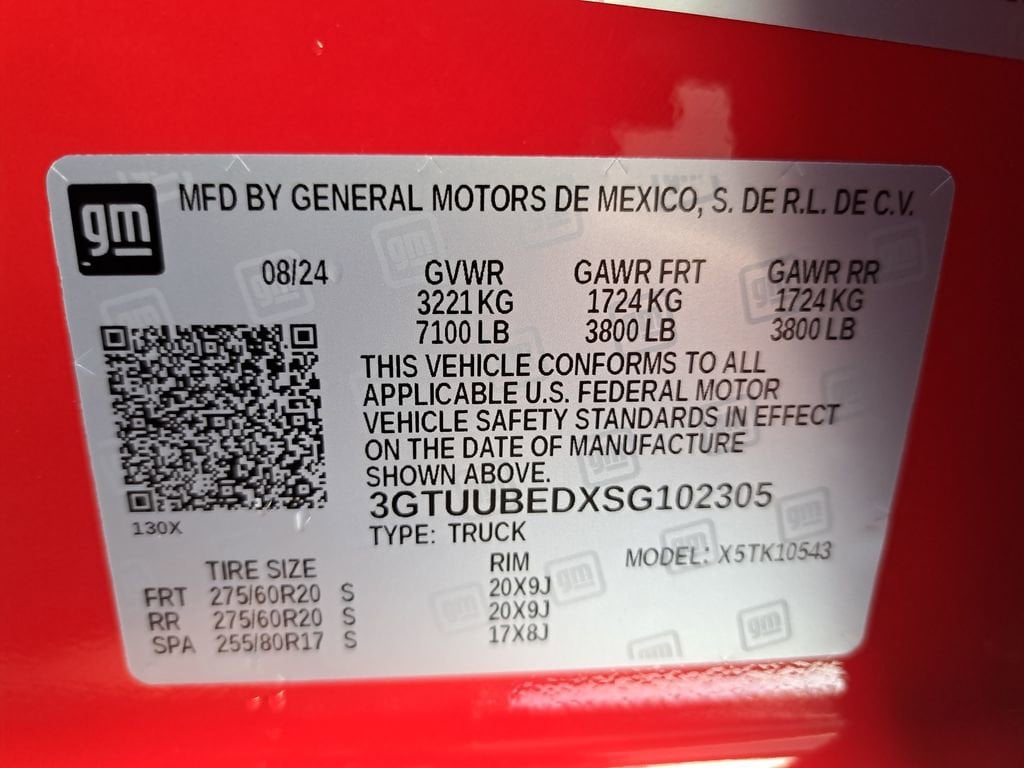 gm MFD BY GENERAL MOTORS DE MEXICO, S. DE R.L. DE C.V.
08/24 GVWR GAWR FRT GAWR RR
3221 KG 1724 KG 1724 KG
7100 LB 3800 LB 3800 LB
THIS VEHICLE CONFORMS TO ALL
APPLICABLE U.S. FEDERAL MOTOR
VEHICLE SAFETY STANDARDS IN EFFECT
ON THE DATE OF MANUFACTURE
SHOWN ABOVE.
3GTUUBEDXSG102305
130X TYPE: TRUCK
TIRE SIZE RIM MODEL: X5TK10543
FRT 275/60R20 S 20X9J
RR 275/60R20 S 20X9J
SPA 255/80R17 S 17X8J